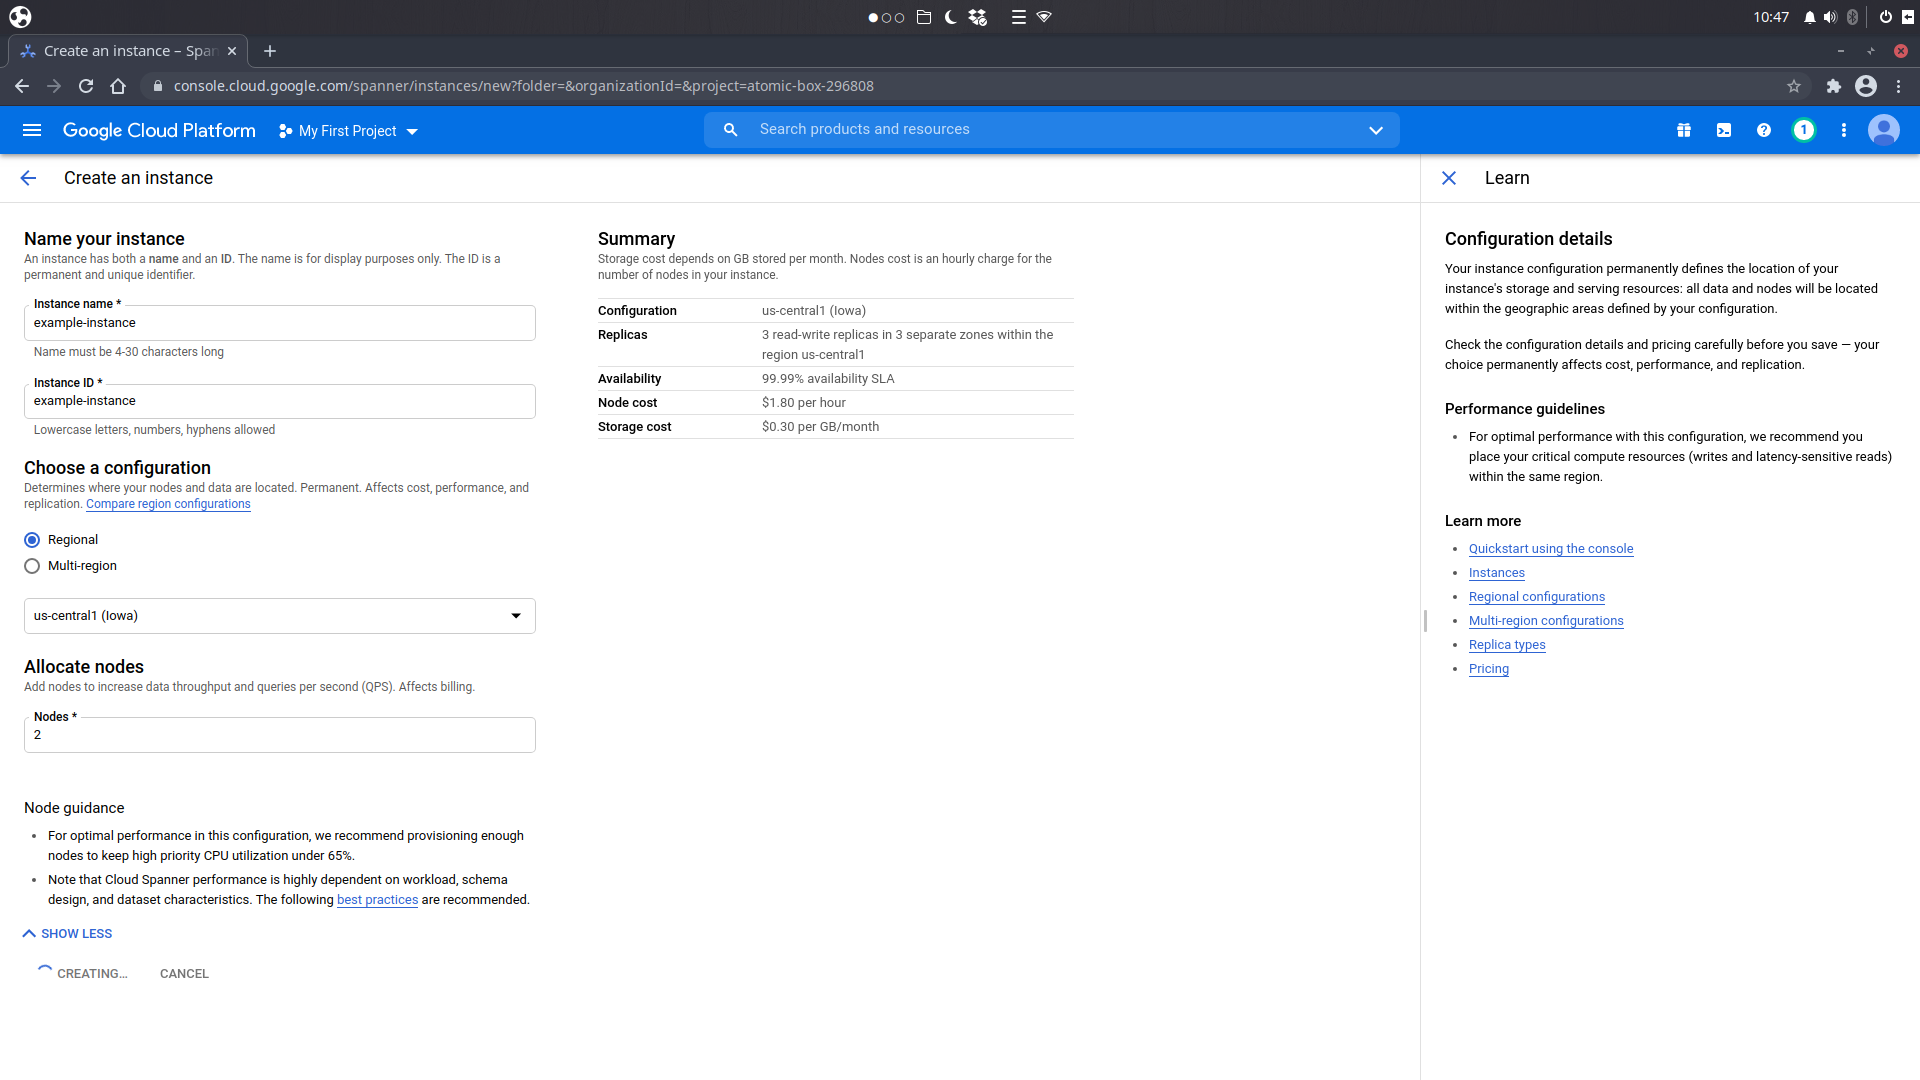 10:47
Create an instance – Span
console.cloud.google.com/spanner/instances/new?folder=&organizationId=&project=atomic-box-296808
Google Cloud Platform
My First Project
Search products and resources
1
Create an instance
Learn
Name your instance
An instance has both a name and an ID. The name is for display purposes only. The ID is a
permanent and unique identifier.
Instance name *
example-instance
Name must be 4-30 characters long
Instance ID *
example-instance
Lowercase letters, numbers, hyphens allowed
Choose a configuration
Determines where your nodes and data are located. Permanent. Affects cost, performance, and
replication. Compare region configurations
Regional
Multi-region
us-central1 (Iowa)
Allocate nodes
Add nodes to increase data throughput and queries per second (QPS). Affects billing.
Nodes *
2
Node guidance
• For optimal performance in this configuration, we recommend provisioning enough
nodes to keep high priority CPU utilization under 65%.
• Note that Cloud Spanner performance is highly dependent on workload, schema
design, and dataset characteristics. The following best practices are recommended.
SHOW LESS
CREATING...
CANCEL
Summary
Storage cost depends on GB stored per month. Nodes cost is an hourly charge for the
number of nodes in your instance.
Configuration us-central1 (Iowa)
Replicas 3 read-write replicas in 3 separate zones within the
region us-central1
Availability 99.99% availability SLA
Node cost $1.80 per hour
Storage cost $0.30 per GB/month
Configuration details
Your instance configuration permanently defines the location of your
instance's storage and serving resources: all data and nodes will be located
within the geographic areas defined by your configuration.
Check the configuration details and pricing carefully before you save — your
choice permanently affects cost, performance, and replication.
Performance guidelines
• For optimal performance with this configuration, we recommend you
place your critical compute resources (writes and latency-sensitive reads)
within the same region.
Learn more
• Quickstart using the console
• Instances
• Regional configurations
• Multi-region configurations
• Replica types
• Pricing